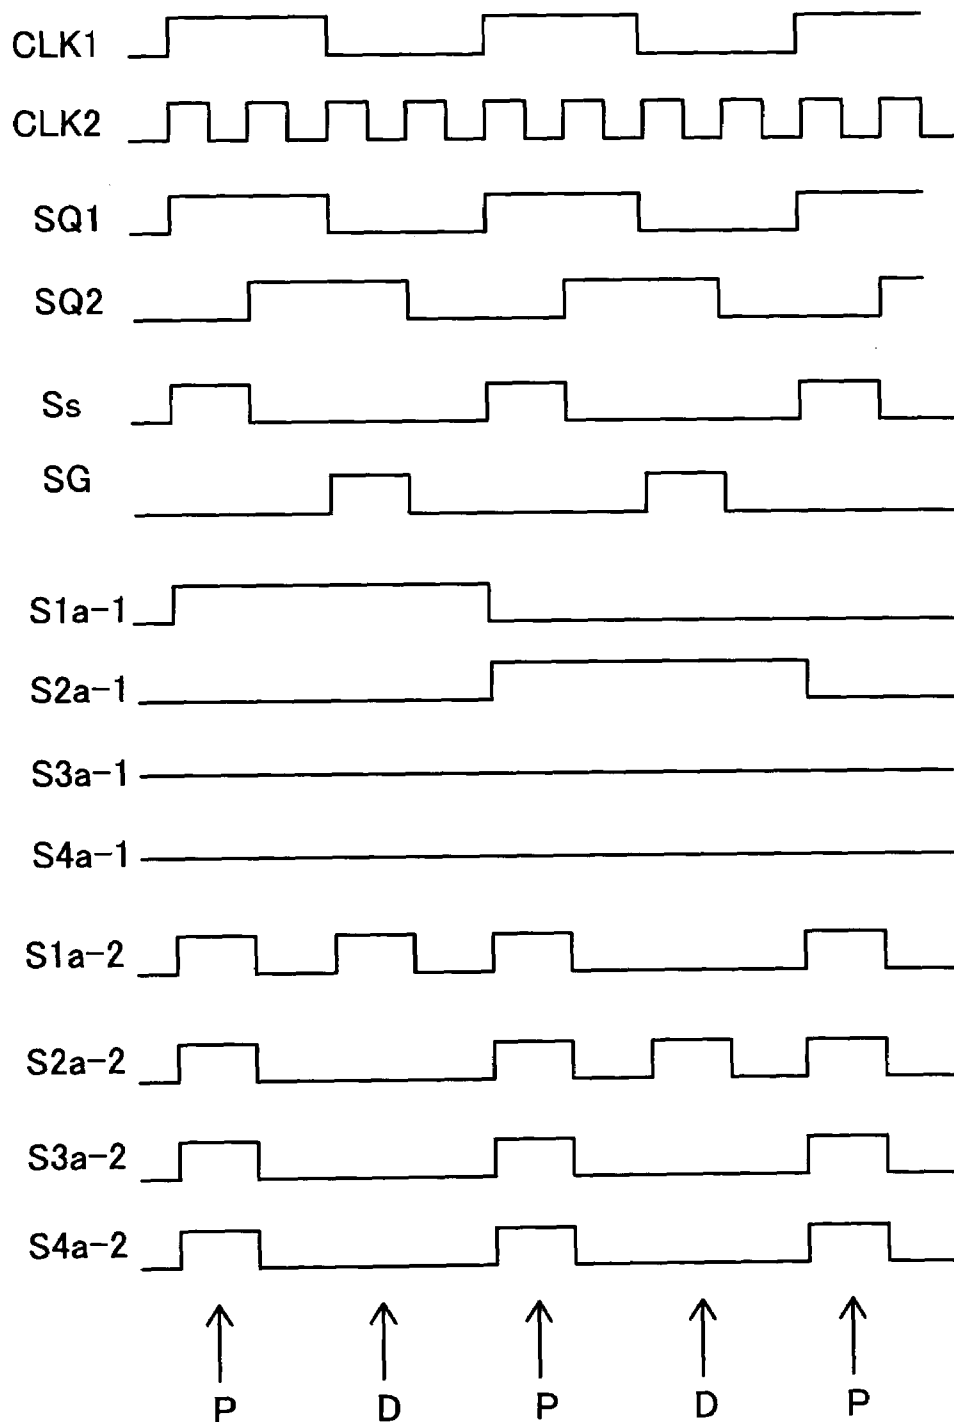 CLK1
CLK2
SQ1
SQ2
Ss
SG
S1a-1
S2a-1
S3a-1
S4a-1
S1a-2
S2a-2
S3a-2
S4a-2
P D P D P